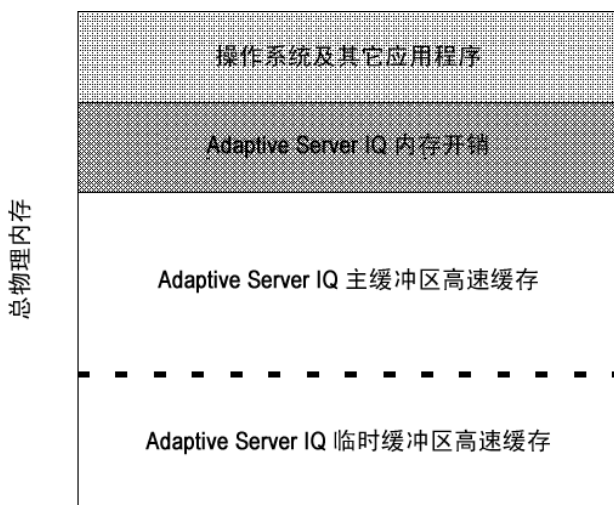 操作系统及其它应用程序
Adaptive Server IQ 内存开销
总物理内存
Adaptive Server IQ 主缓冲区高速缓存
Adaptive Server IQ 临时缓冲区高速缓存